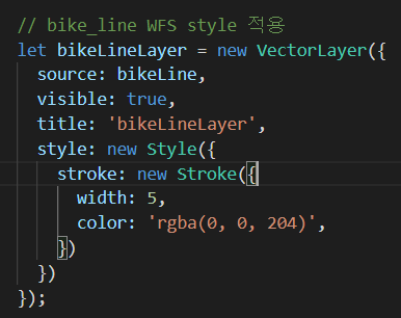 // bike_line WFS style 적용
let bikeLineLayer = new VectorLayer({
  source: bikeLine,
  visible: true,
  title: 'bikeLineLayer',
  style: new Style({
    stroke: new Stroke({
      width: 5,
      color: 'rgba(0, 0, 204)',
    })
  })
});